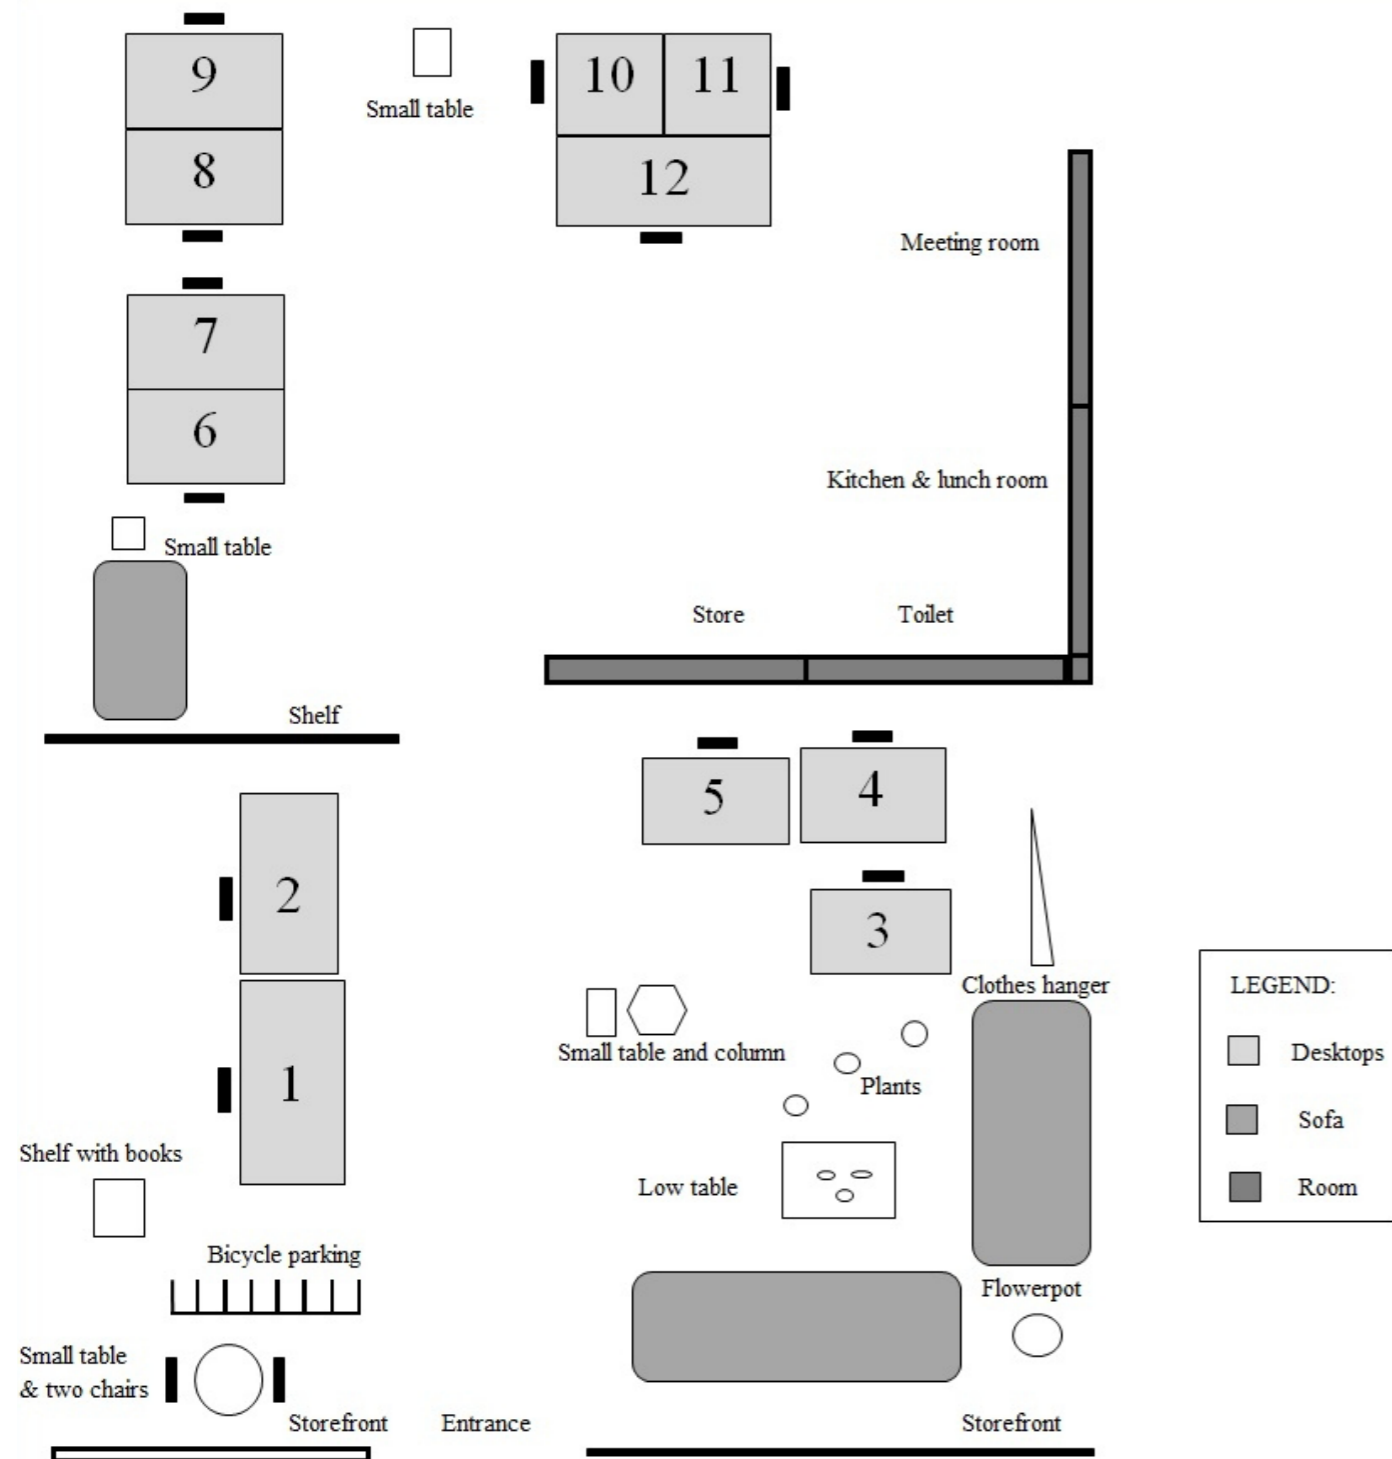 9
Small table
10
11
8
12
Meeting room
7
6
Kitchen & lunch room
Small table
Store
Toilet
Shelf
5
4
2
3
Clothes hanger
LEGEND:
Small table and column
Desktops
1
Plants
Sofa
Shelf with books
Low table
Room
Bicycle parking
Flowerpot
Small table
& two chairs
Storefront
Entrance
Storefront